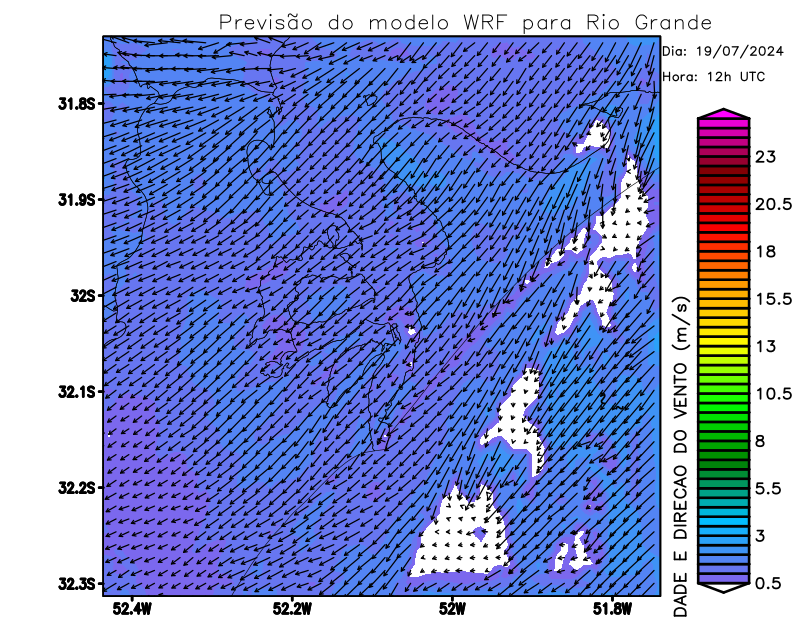 Previsão do modelo WRF para Rio Grande
Dia: 19/07/2024
Hora: 12h UTC
31.8S
31.9S
32S
32.1S
32.2S
32.3S
52.4W
52.2W
52W
51.8W
23
20.5
18
15.5
13
10.5
8
5.5
3
0.5
DADE E DIRECAO DO VENTO (m/s)